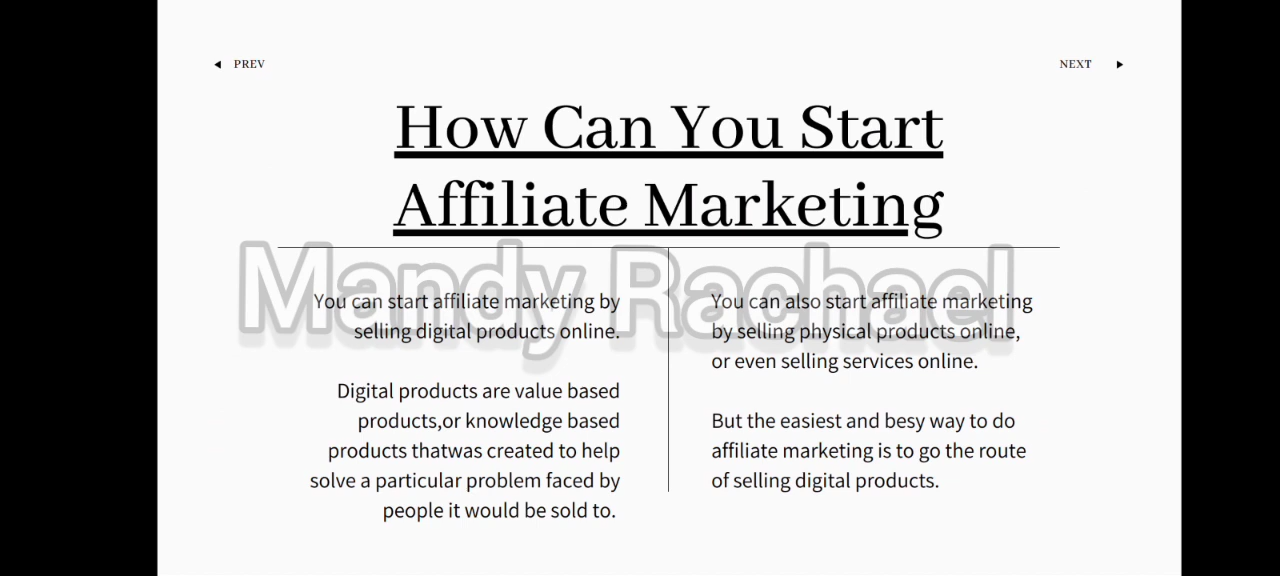 PREV
NEXT
How Can You Start
Affiliate Marketing
Mandy Rachael
You can start affiliate marketing by
selling digital products online.
Digital products are value based
products,or knowledge based
products thatwas created to help
solve a particular problem faced by
people it would be sold to.
You can also start affiliate marketing
by selling physical products online,
or even selling services online.
But the easiest and besy way to do
affiliate marketing is to go the route
of selling digital products.